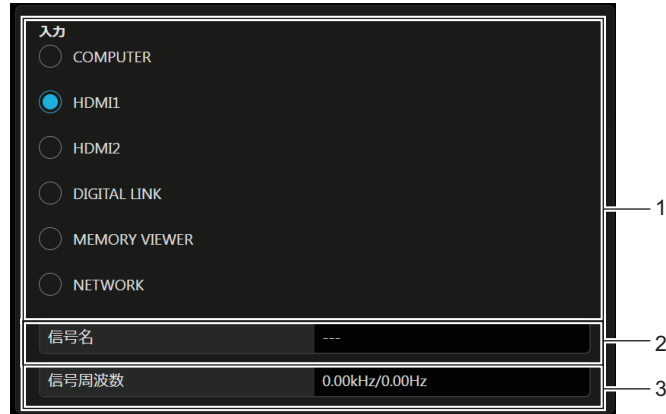 入力
COMPUTER
HDMI1
HDMI2
DIGITAL LINK
MEMORY VIEWER
NETWORK
1
信号名 ---
2
信号周波数 0.00kHz/0.00Hz
3